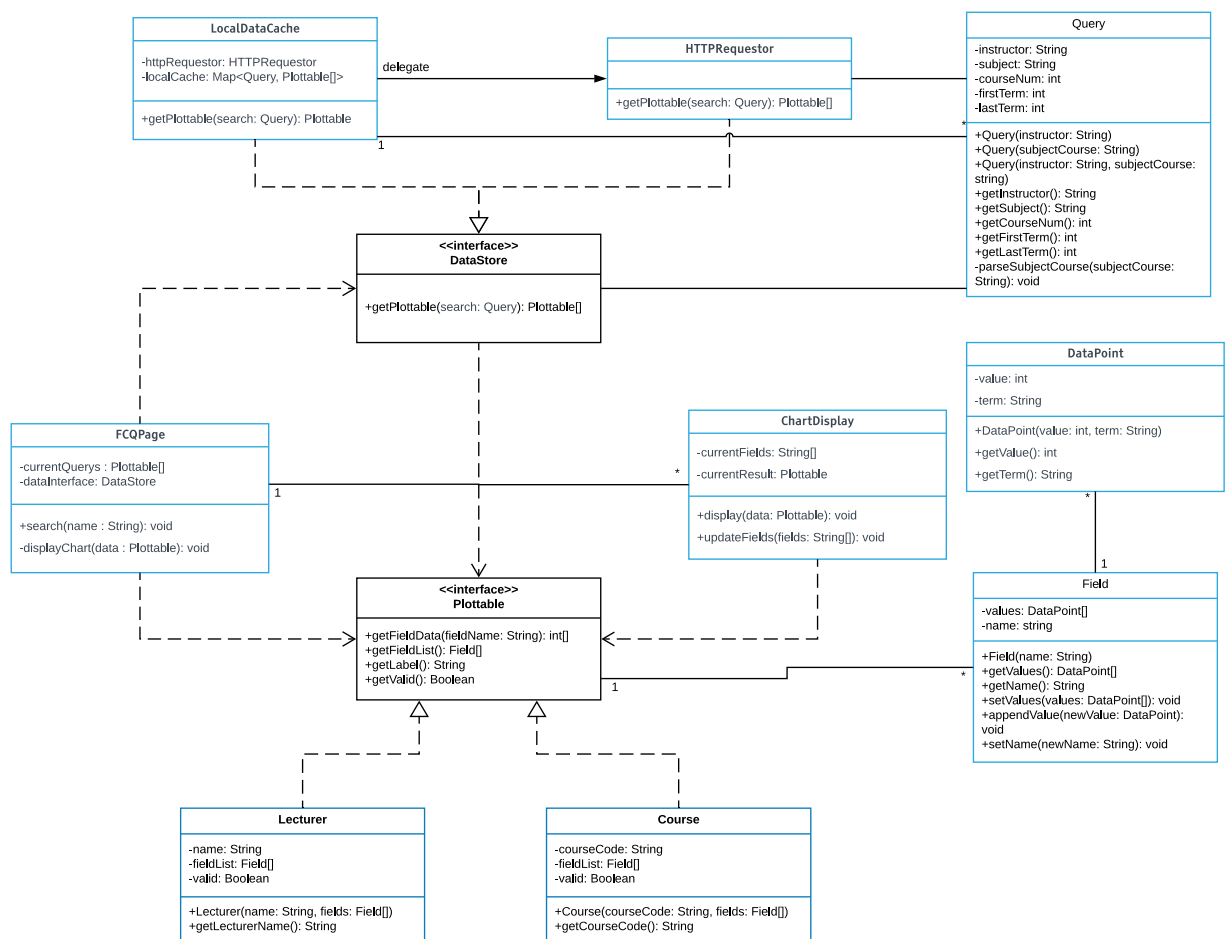 LocalDataCache
-httpRequestor: HTTPRequestor
-localCache: Map<Query, Plottable[]>
+getPlottable(search: Query): Plottable
delegate
HTTPRequestor
+getPlottable(search: Query): Plottable[]
Query
-instructor: String
-subject: String
-courseNum: int
-firstTerm: int
-lastTerm: int
+Query(instructor: String)
+Query(subjectCourse: String)
+Query(instructor: String, subjectCourse:
string)
+getInstructor(): String
+getSubject(): String
+getCourseNum(): int
+getFirstTerm(): int
+getLastTerm(): int
-parseSubjectCourse(subjectCourse:
String): void
1
*
<<interface>>
DataStore
+getPlottable(search: Query): Plottable[]
DataPoint
-value: int
-term: String
+DataPoint(value: int, term: String)
+getValue(): int
+getTerm(): String
FCQPage
-currentQuerys : Plottable[]
-dataInterface: DataStore
+search(name : String): void
-displayChart(data : Plottable): void
1
*
ChartDisplay
-currentFields: String[]
-currentResult: Plottable
+display(data: Plottable): void
+updateFields(fields: String[]): void
*
1
<<interface>>
Plottable
+getFieldData(fieldName: String): int[]
+getFieldList(): Field[]
+getLabel(): String
+getValid(): Boolean
1
*
Field
-values: DataPoint[]
-name: string
+Field(name: String)
+getValues(): DataPoint[]
+getName(): String
+setValues(values: DataPoint[]): void
+appendValue(newValue: DataPoint):
void
+setName(newName: String): void
Lecturer
-name: String
-fieldList: Field[]
-valid: Boolean
+Lecturer(name: String, fields: Field[])
+getLecturerName(): String
Course
-courseCode: String
-fieldList: Field[]
-valid: Boolean
+Course(courseCode: String, fields: Field[])
+getCourseCode(): String